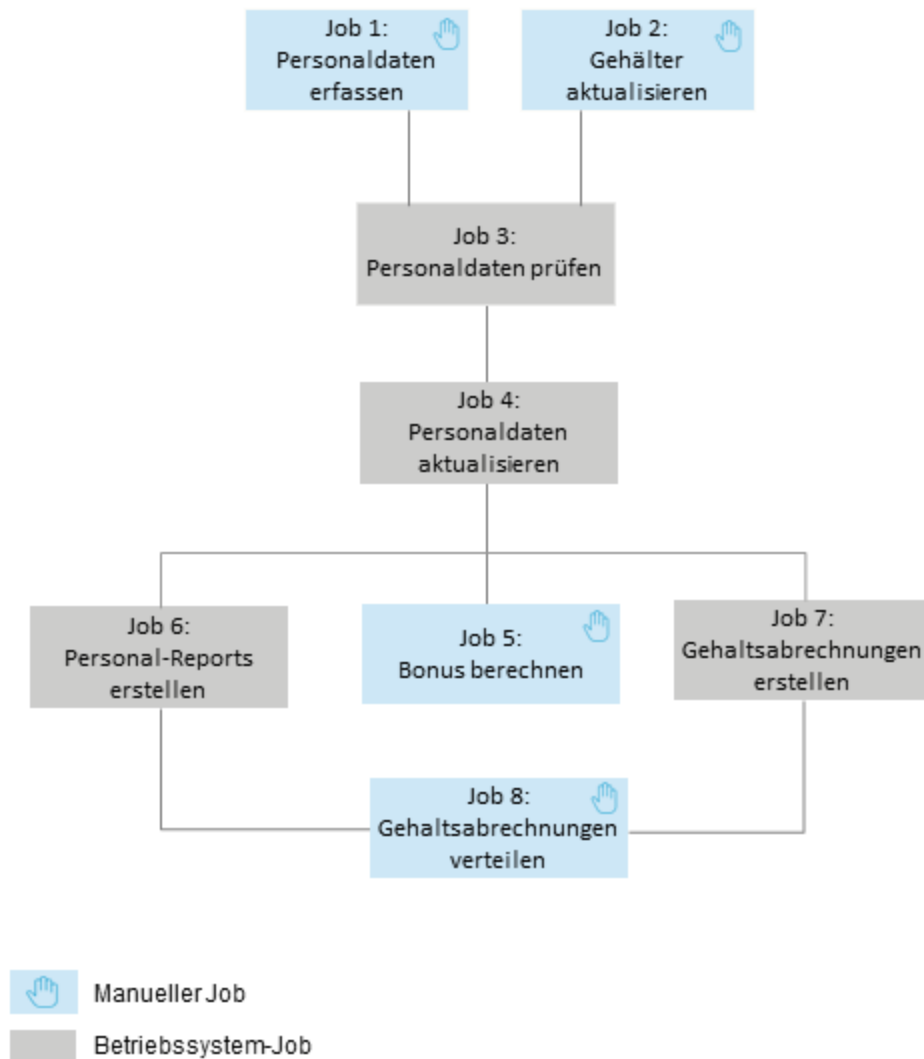 Job 1:
Personaldaten
erfassen
Job 2:
Gehälter
aktualisieren
Job 3:
Personaldaten prüfen
Job 4:
Personaldaten
aktualisieren
Job 6:
Personal-Reports
erstellen
Job 5:
Bonus berechnen
Job 7:
Gehaltsabrechnungen
erstellen
Job 8:
Gehaltsabrechnungen
verteilen
Manueller Job
Betriebssystem-Job